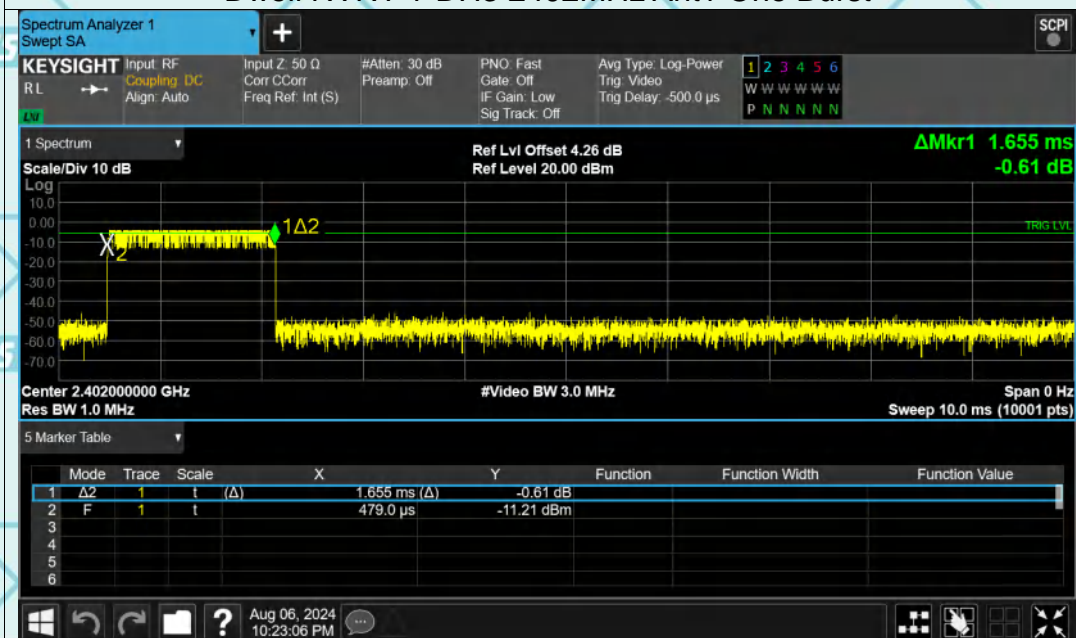 Spectrum Analyzer 1
Swept SA
+
SCPI
KEYSIGHT
RL
LXI
Input: RF
Coupling: DC
Align: Auto
Input Z: 50 Ω
Corr CCorr
Freq Ref: Int (S)
#Atten: 30 dB
Preamp: Off
PNO: Fast
Gate: Off
IF Gain: Low
Sig Track: Off
Avg Type: Log-Power
Trig: Video
Trig Delay: -500.0 µs
1 2 3 4 5 6
W W W W W W
P N N N N N
1 Spectrum
Scale/Div 10 dB
Ref Lvl Offset 4.26 dB
Ref Level 20.00 dBm
ΔMkr1 1.655 ms
-0.61 dB
Log
10.0
0.00
-10.0
-20.0
-30.0
-40.0
-50.0
-60.0
-70.0
1Δ2
X2
TRIG LVL
Center 2.402000000 GHz
#Video BW 3.0 MHz
Span 0 Hz
Res BW 1.0 MHz
Sweep 10.0 ms (10001 pts)
5 Marker Table
Mode Trace Scale X Y Function Function Width Function Value
1 Δ2 1 t (Δ) 1.655 ms (Δ) -0.61 dB
2 F 1 t 479.0 µs -11.21 dBm
3
4
5
6
?
Aug 06, 2024
10:23:06 PM